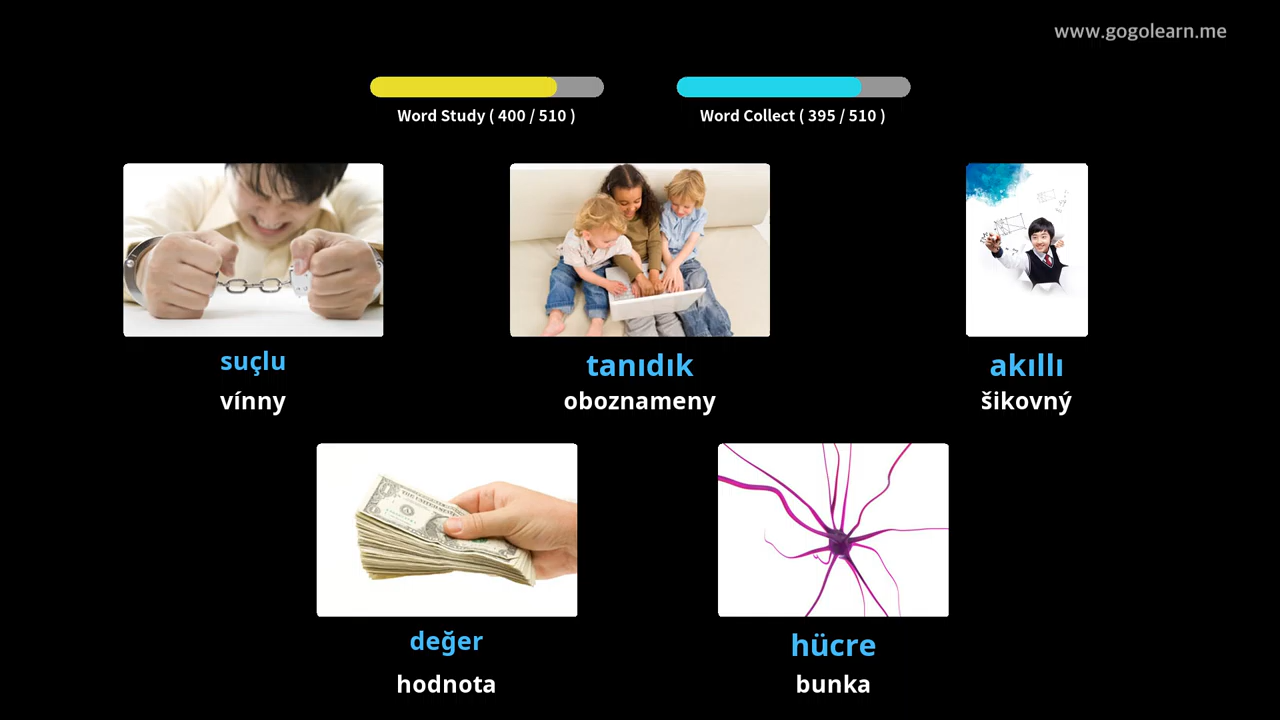 www.gogolearn.me
Word Study ( 400 / 510 )
Word Collect ( 395 / 510 )
suçlu
vínny
tanıdık
oboznameny
akıllı
šikovný
değer
hodnota
hücre
bunka